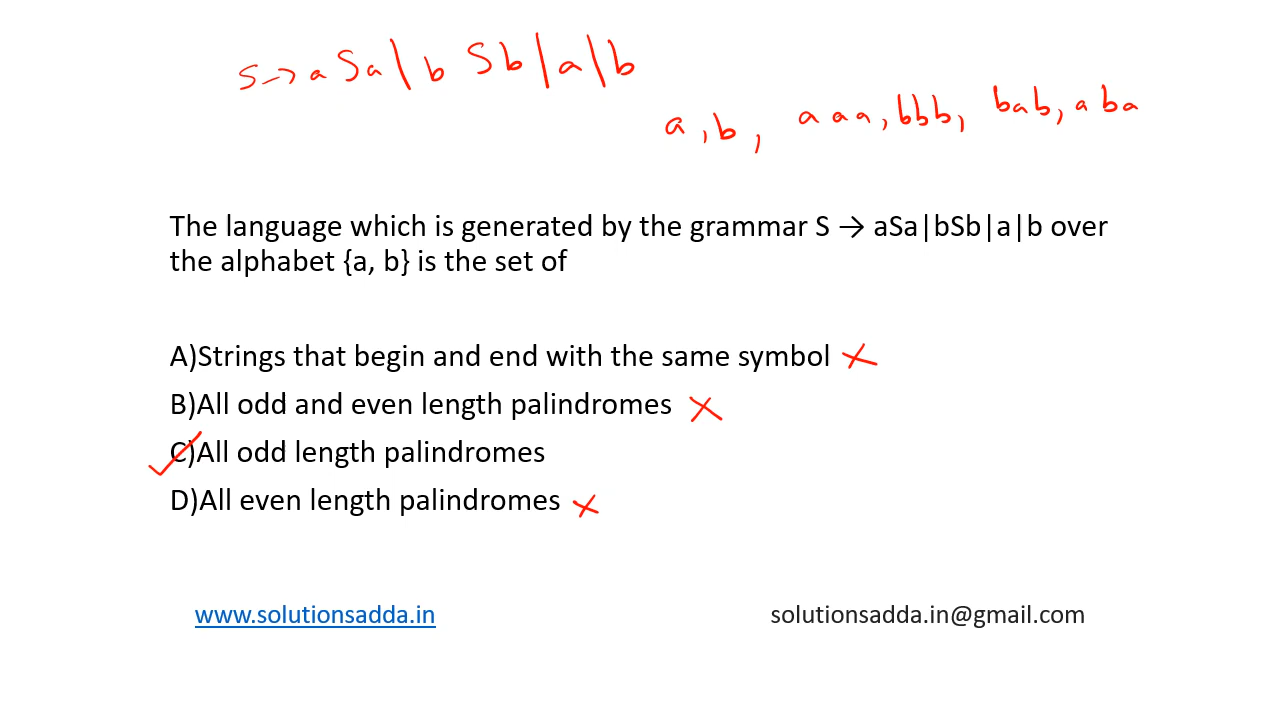 S → aSa|bSb|a|b
a, b, aaa, bbb, bab, aba
The language which is generated by the grammar S → aSa|bSb|a|b over
the alphabet {a, b} is the set of
A)Strings that begin and end with the same symbol
B)All odd and even length palindromes
C)All odd length palindromes
D)All even length palindromes
www.solutionsadda.in
solutionsadda.in@gmail.com